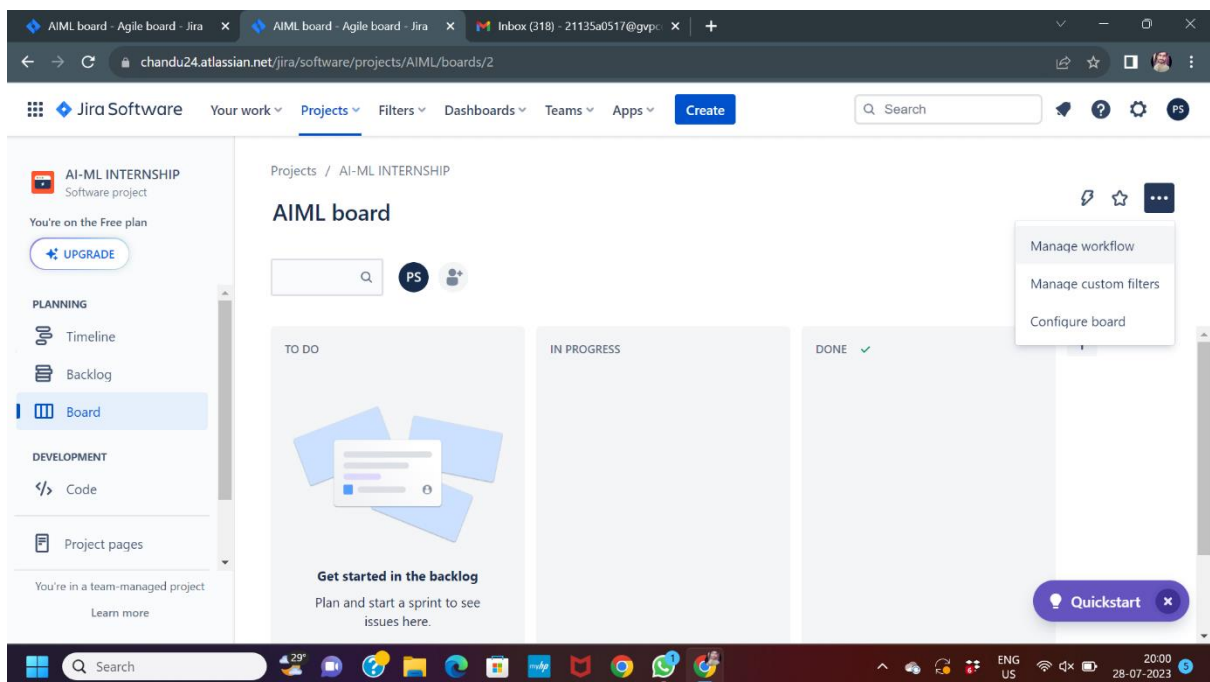 AIML board - Agile board - Jira
AIML board - Agile board - Jira
Inbox (318) - 21135a0517@gvpc
chandu24.atlassian.net/jira/software/projects/AIML/boards/2
Jira Software
Your work
Projects
Filters
Dashboards
Teams
Apps
Create
Search
PS
AI-ML INTERNSHIP
Software project
You're on the Free plan
UPGRADE
PLANNING
Timeline
Backlog
Board
DEVELOPMENT
Code
Project pages
You're in a team-managed project
Learn more
Projects / AI-ML INTERNSHIP
AIML board
PS
Manage workflow
Manage custom filters
Configure board
TO DO
IN PROGRESS
DONE
Get started in the backlog
Plan and start a sprint to see
issues here.
Quickstart
Search
29°
myhp
1
ENG
US
20:00
28-07-2023
5